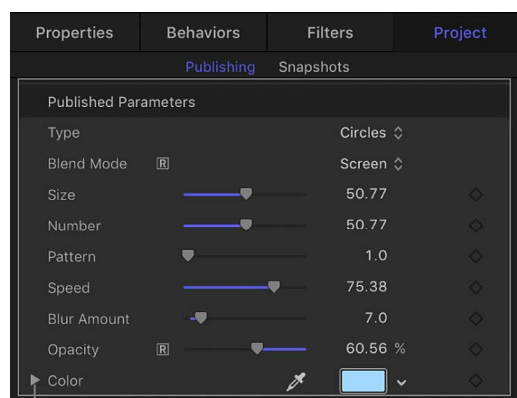 Properties Behaviors Filters Project
Publishing Snapshots
Published Parameters
Type Circles
Blend Mode R Screen
Size 50.77
Number 50.77
Pattern 1.0
Speed 75.38
Blur Amount 7.0
Opacity R 60.56 %
Color